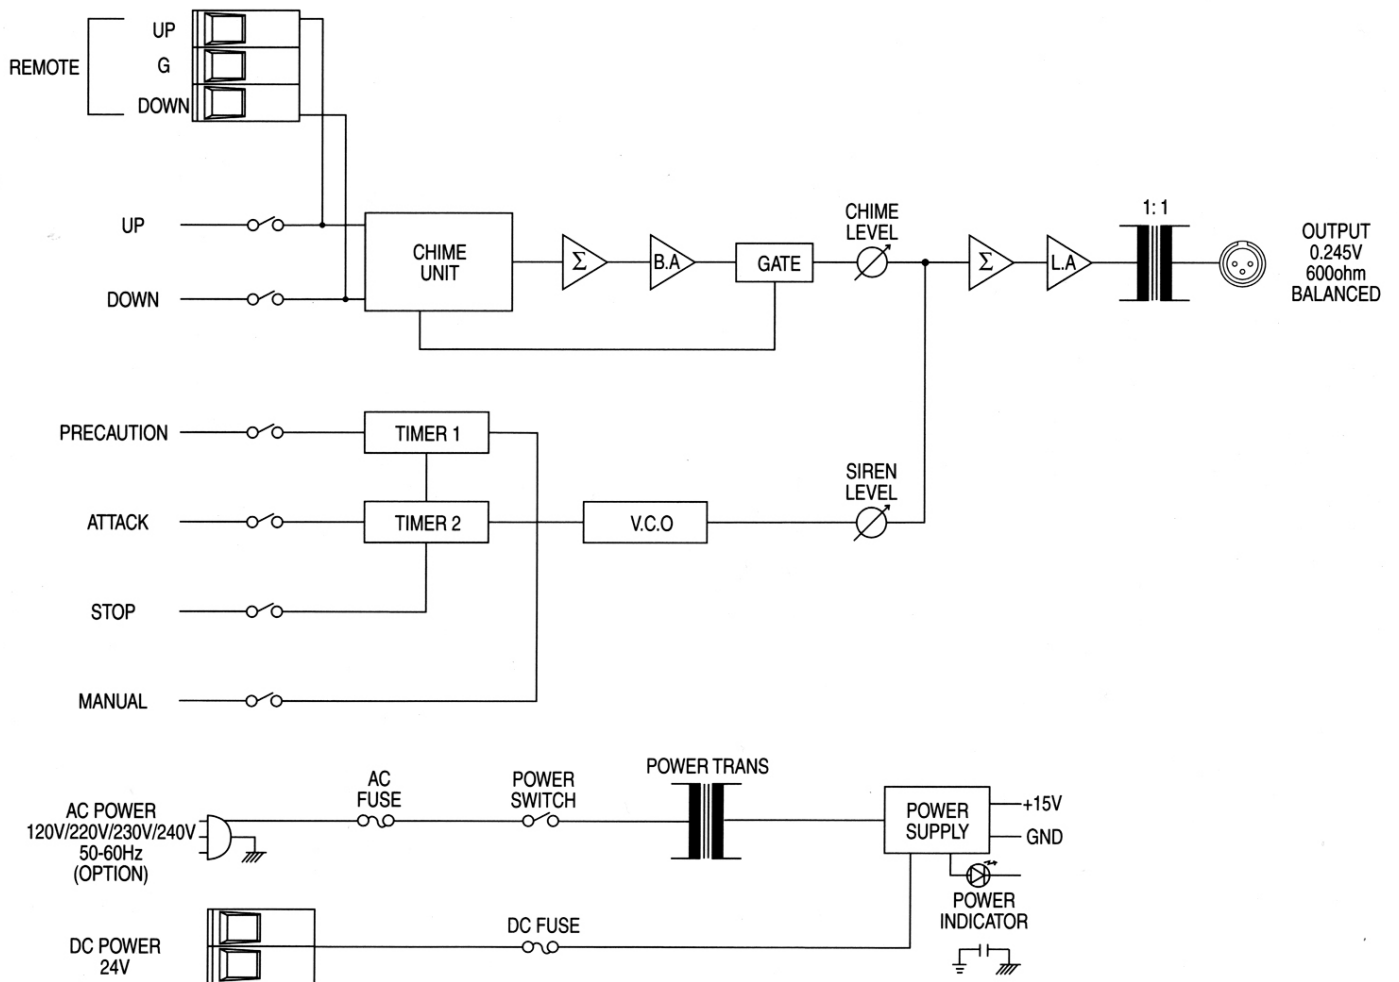 REMOTE
UP
G
DOWN
UP
DOWN
CHIME
UNIT
Σ
B.A
GATE
CHIME
LEVEL
Σ
L.A
1: 1
OUTPUT
0.245V
600ohm
BALANCED
PRECAUTION
TIMER 1
ATTACK
TIMER 2
V.C.O
SIREN
LEVEL
STOP
MANUAL
AC POWER
120V/220V/230V/240V
50-60Hz
(OPTION)
AC
FUSE
POWER
SWITCH
POWER TRANS
POWER
SUPPLY
+15V
GND
POWER
INDICATOR
DC POWER
24V
DC FUSE